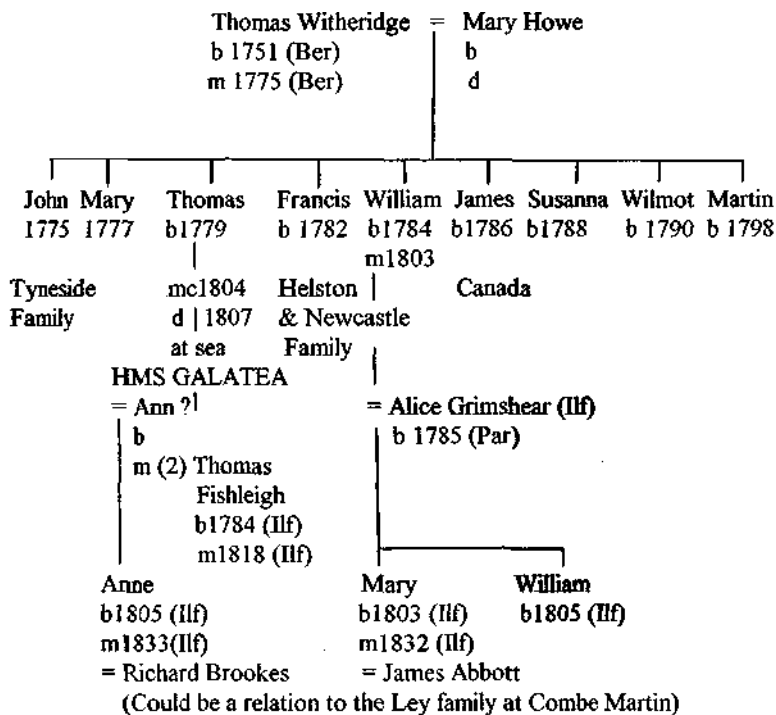 Thomas Witheridge = Mary Howe
b 1751 (Ber) b
m 1775 (Ber) d
John Mary Thomas Francis William James Susanna Wilmot Martin
1775 1777 b1779 b 1782 b1784 b1786 b1788 b 1790 b 1798
m1803
Tyneside mc1804 Helston Canada
Family d 1807 & Newcastle
at sea Family
HMS GALATEA
= Ann ? = Alice Grimshear (Ilf)
b b 1785 (Par)
m (2) Thomas
Fishleigh
b1784 (Ilf)
m1818 (Ilf)
Anne Mary William
b1805 (Ilf) b1803 (Ilf) b1805 (Ilf)
m1833(Ilf) m1832 (Ilf)
= Richard Brookes = James Abbott
(Could be a relation to the Ley family at Combe Martin)